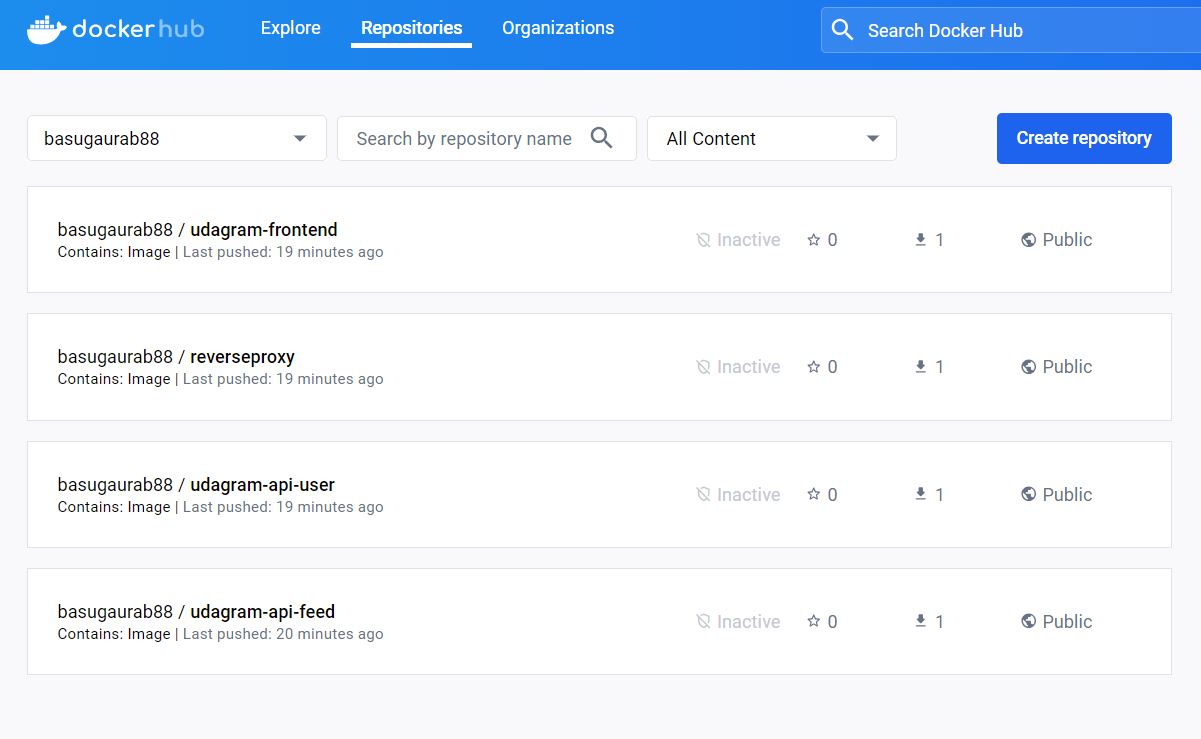 dockerhub Explore Repositories Organizations Search Docker Hub
basugaurab88 Search by repository name All Content Create repository
basugaurab88 / udagram-frontend
Contains: Image | Last pushed: 19 minutes ago
Inactive 0 1 Public
basugaurab88 / reverseproxy
Contains: Image | Last pushed: 19 minutes ago
Inactive 0 1 Public
basugaurab88 / udagram-api-user
Contains: Image | Last pushed: 19 minutes ago
Inactive 0 1 Public
basugaurab88 / udagram-api-feed
Contains: Image | Last pushed: 20 minutes ago
Inactive 0 1 Public